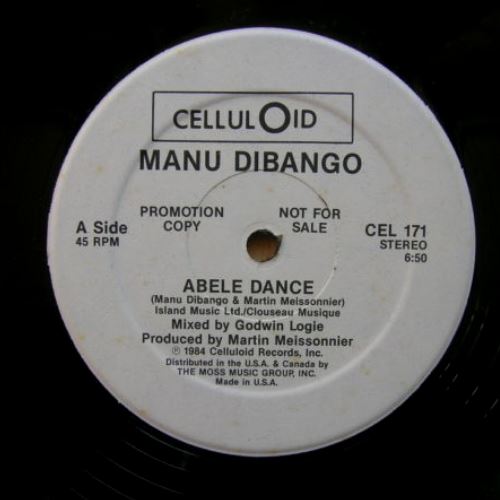 CELLULOID
MANU DIBANGO
A Side
45 RPM
PROMOTION
COPY
NOT FOR
SALE
CEL 171
STEREO
6:50
ABELE DANCE
(Manu Dibango & Martin Meissonnier)
Island Music Ltd./Clouseau Musique
Mixed by Godwin Logie
Produced by Martin Meissonnier
℗ 1984 Celluloid Records, Inc.
Distributed in the U.S.A. & Canada by
THE MOSS MUSIC GROUP, INC.
Made in U.S.A.